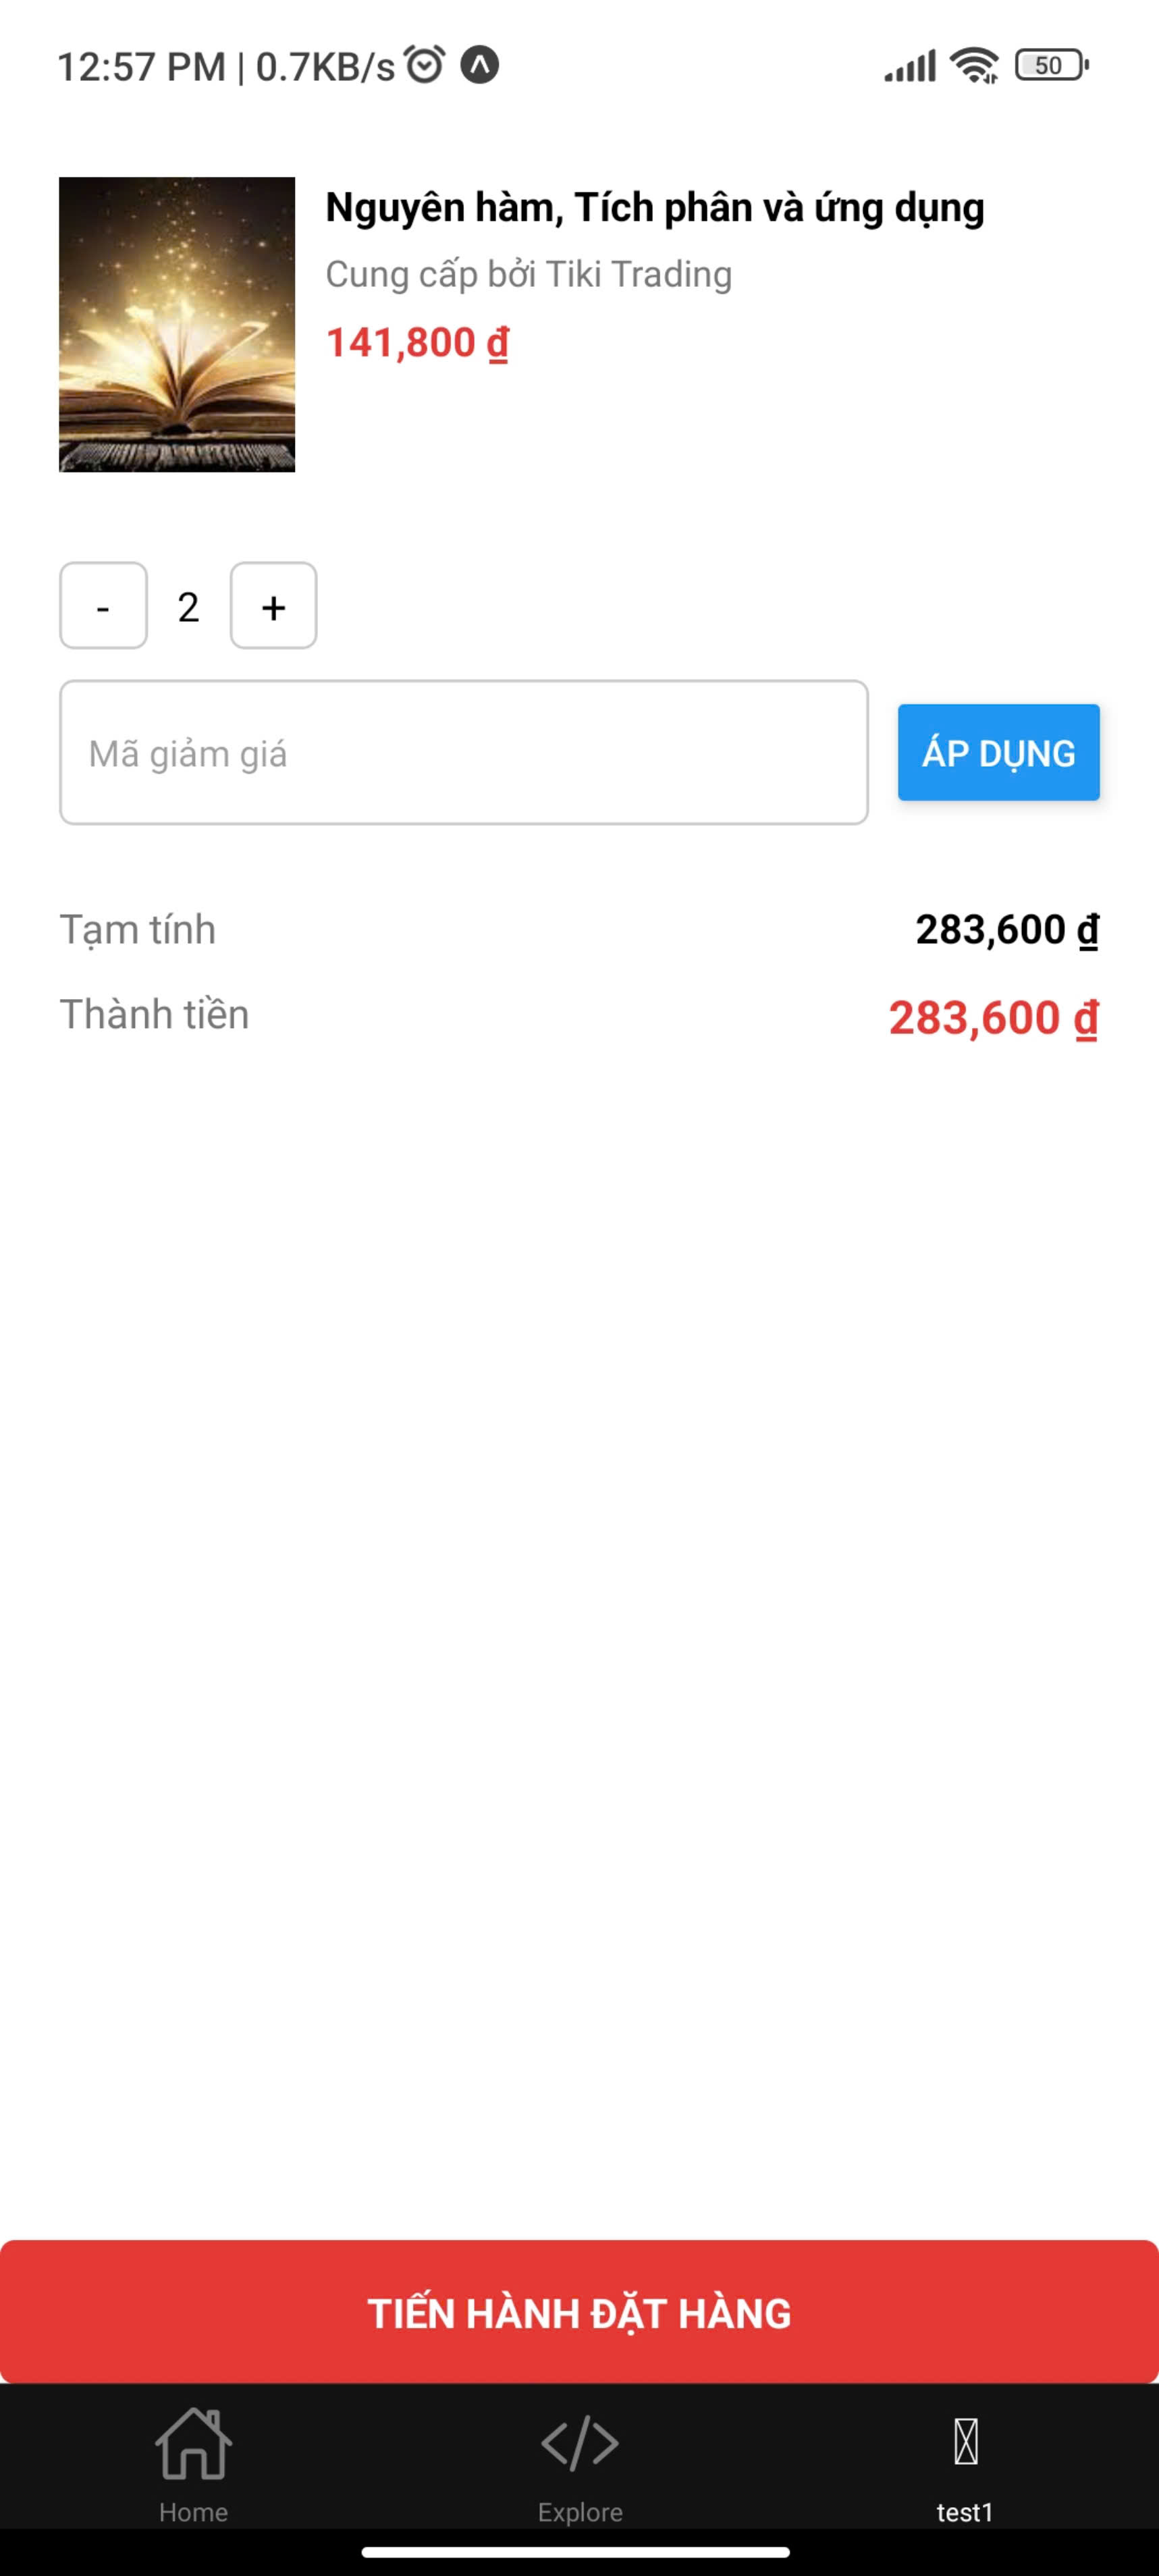 12:57 PM | 0.7KB/s
50
Nguyên hàm, Tích phân và ứng dụng
Cung cấp bởi Tiki Trading
141,800 ₫
- 2 +
Mã giảm giá
ÁP DỤNG
Tạm tính 283,600 ₫
Thành tiền 283,600 ₫
TIẾN HÀNH ĐẶT HÀNG
Home Explore test1